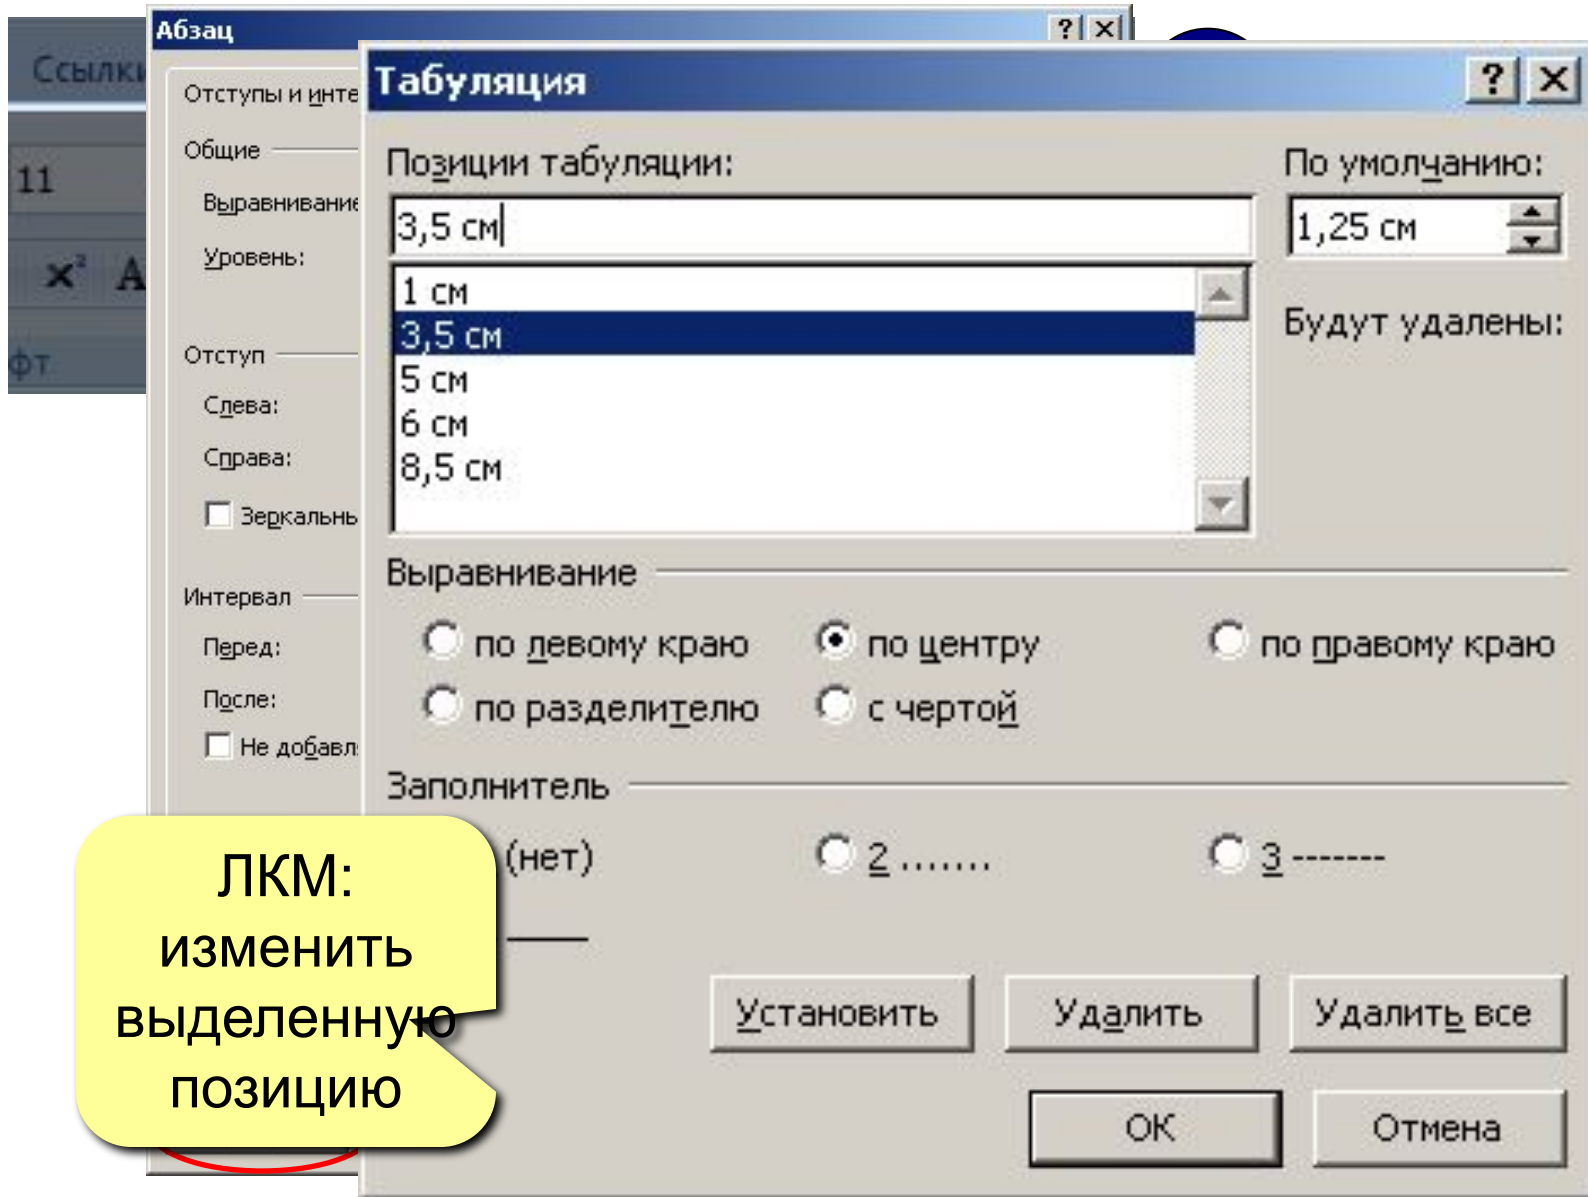 Абзац
Ссылки
11
x²
A
фт
Отступы и инте
Общие
Выравнивание
Уровень:
Отступ
Слева:
Справа:
Зеркальны
Интервал
Перед:
После:
Не добавл
Табуляция
Позиции табуляции:
По умолчанию:
3,5 см
1,25 см
1 см
3,5 см
5 см
6 см
8,5 см
Будут удалены:
Выравнивание
по левому краю
по центру
по правому краю
по разделителю
с чертой
Заполнитель
(нет)
2 .......
3 -------
Установить
Удалить
Удалить все
ОК
Отмена
ЛКМ:
изменить
выделенную
позицию